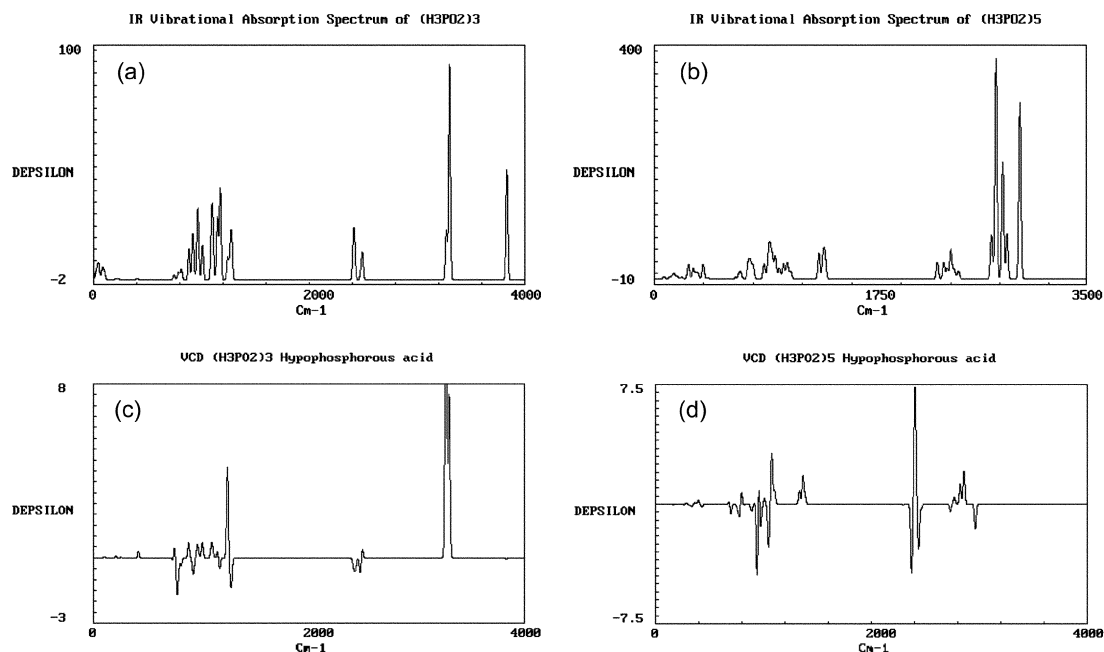 IR Vibrational Absorption Spectrum of (H3PO2)3
100
(a)
DEPSILON
-2
0
2000
4000
Cm-1
IR Vibrational Absorption Spectrum of (H3PO2)5
400
(b)
DEPSILON
-10
0
1750
3500
Cm-1
VCD (H3PO2)3 Hypophosphorous acid
8
(c)
DEPSILON
-3
0
2000
4000
Cm-1
VCD (H3PO2)5 Hypophosphorous acid
7.5
(d)
DEPSILON
-7.5
0
2000
4000
Cm-1